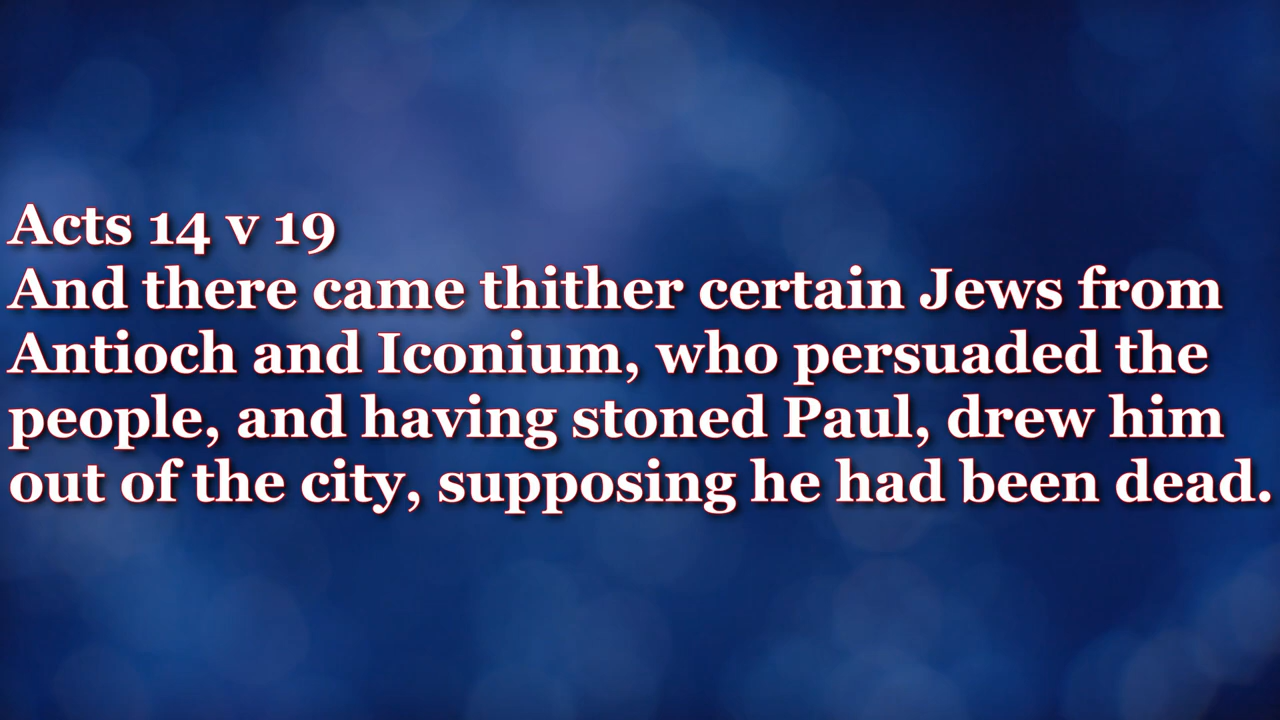 Acts 14 v 19
And there came thither certain Jews from
Antioch and Iconium, who persuaded the
people, and having stoned Paul, drew him
out of the city, supposing he had been dead.